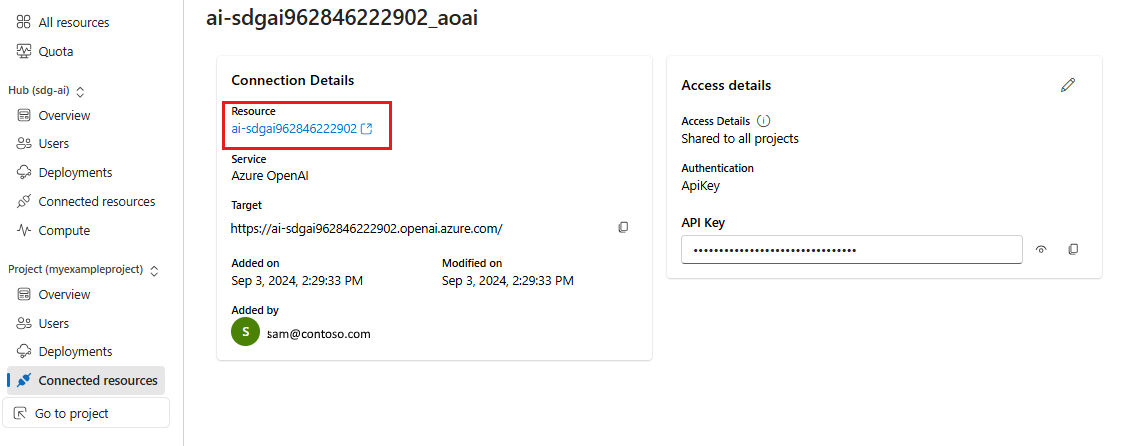 All resources
Quota
Hub (sdg-ai)
Overview
Users
Deployments
Connected resources
Compute
Project (myexampleproject)
Overview
Users
Deployments
Connected resources
Go to project
ai-sdgai962846222902_aoai
Connection Details
Resource
ai-sdgai962846222902
Service
Azure OpenAI
Target
https://ai-sdgai962846222902.openai.azure.com/
Added on
Sep 3, 2024, 2:29:33 PM
Modified on
Sep 3, 2024, 2:29:33 PM
Added by
S sam@contoso.com
Access details
Access Details
Shared to all projects
Authentication
ApiKey
API Key
••••••••••••••••••••••••••••••••